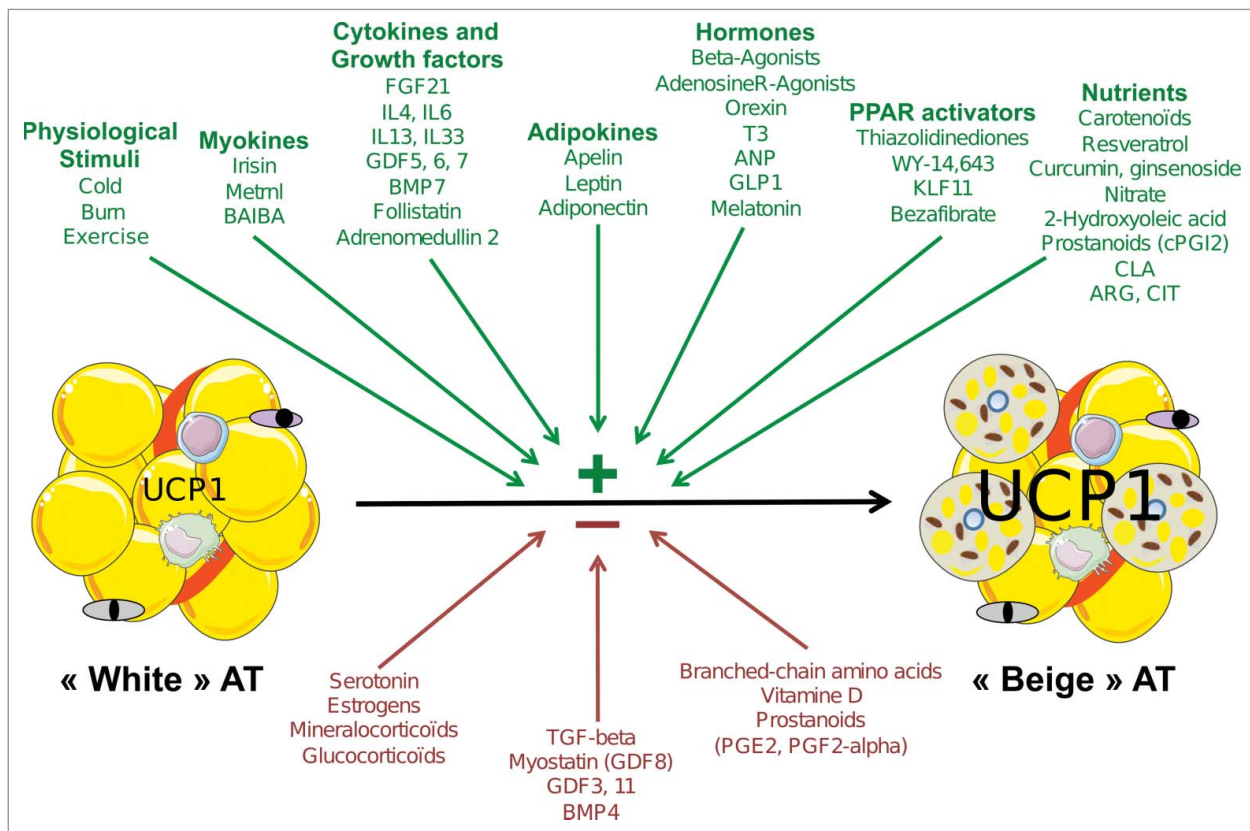 Physiological
Stimuli
Cold
Burn
Exercise
Myokines
Irisin
Metrnl
BAIBA
Cytokines and
Growth factors
FGF21
IL4, IL6
IL13, IL33
GDF5, 6, 7
BMP7
Follistatin
Adrenomedullin 2
Adipokines
Apelin
Leptin
Adiponectin
Hormones
Beta-Agonists
AdenosineR-Agonists
Orexin
T3
ANP
GLP1
Melatonin
PPAR activators
Thiazolidinediones
WY-14,643
KLF11
Bezafibrate
Nutrients
Carotenoïds
Resveratrol
Curcumin, ginsenoside
Nitrate
2-Hydroxyoleic acid
Prostanoids (cPGI2)
CLA
ARG, CIT
UCP1
+
−
UCP1
« White » AT
« Beige » AT
Serotonin
Estrogens
Mineralocorticoïds
Glucocorticoïds
TGF-beta
Myostatin (GDF8)
GDF3, 11
BMP4
Branched-chain amino acids
Vitamine D
Prostanoids
(PGE2, PGF2-alpha)